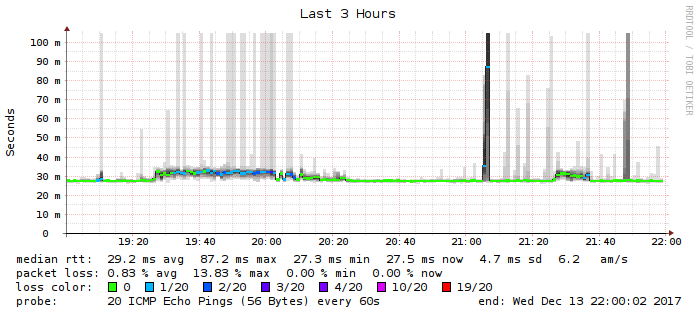 Last 3 Hours
RRDTOOL / TOBI OETIKER
Seconds
100 m
90 m
80 m
70 m
60 m
50 m
40 m
30 m
20 m
10 m
0
19:20 19:40 20:00 20:20 20:40 21:00 21:20 21:40 22:00
median rtt: 29.2 ms avg 87.2 ms max 27.3 ms min 27.5 ms now 4.7 ms sd 6.2 am/s
packet loss: 0.83 % avg 13.83 % max 0.00 % min 0.00 % now
loss color: 0 1/20 2/20 3/20 4/20 10/20 19/20
probe: 20 ICMP Echo Pings (56 Bytes) every 60s end: Wed Dec 13 22:00:02 2017